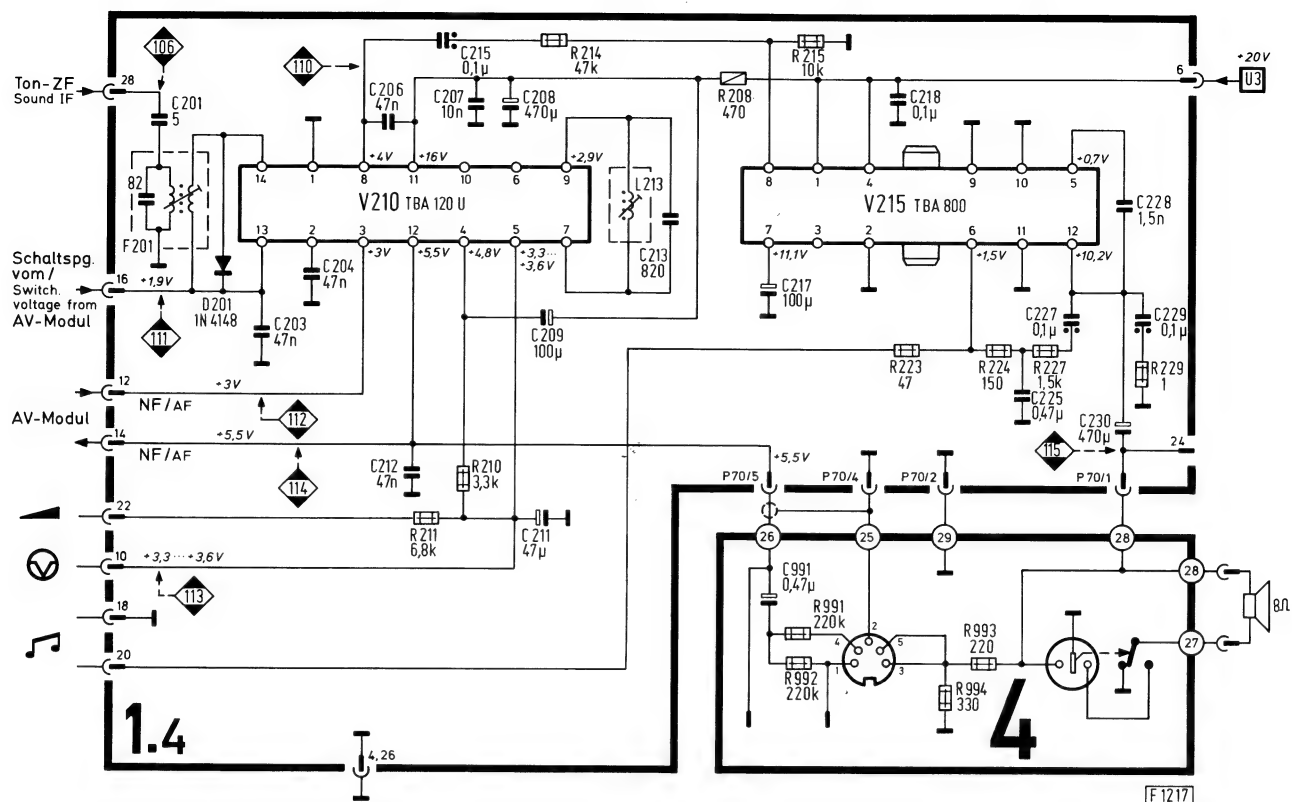 106
Ton-ZF
Sound IF
28
C201
5
110
C206
47n
C215
0,1µ
R214
47k
R215
10k
C207
10n
C208
470µ
R208
470
C218
0,1µ
6
+20V
U3
+4V
+16V
+2,9V
+0,7V
14
1
8
11
10
6
9
8
1
4
9
10
5
82
F201
V210 TBA 120 U
L213
V215 TBA 800
C228
1,5n
13
2
3
12
4
5
7
7
3
2
6
11
12
+3V
+5,5V
+4,8V
+3,3...
+3,6V
C213
820
+11,1V
+1,5V
+10,2V
Schaltspg.
vom /
Switch.
voltage from
AV-Modul
16
+1,9V
111
D201
1N 4148
C203
47n
C204
47n
C209
100µ
C217
100µ
C227
0,1µ
C229
0,1µ
R223
47
R224
150
R227
1,5k
C225
0,47µ
R229
1
12
+3V
NF/AF
112
AV-Modul
14
+5,5V
NF/AF
114
C212
47n
R210
3,3k
C230
470µ
115
24
+5,5V
P70/5
P70/4
P70/2
P70/1
22
R211
6,8k
C211
47µ
10
+3,3...+3,6V
113
18
20
26
25
29
28
C991
0,47µ
R991
220k
R992
220k
4
2
5
1
3
R993
220
R994
330
28
27
8Ω
1.4
4
4,26
F 1217